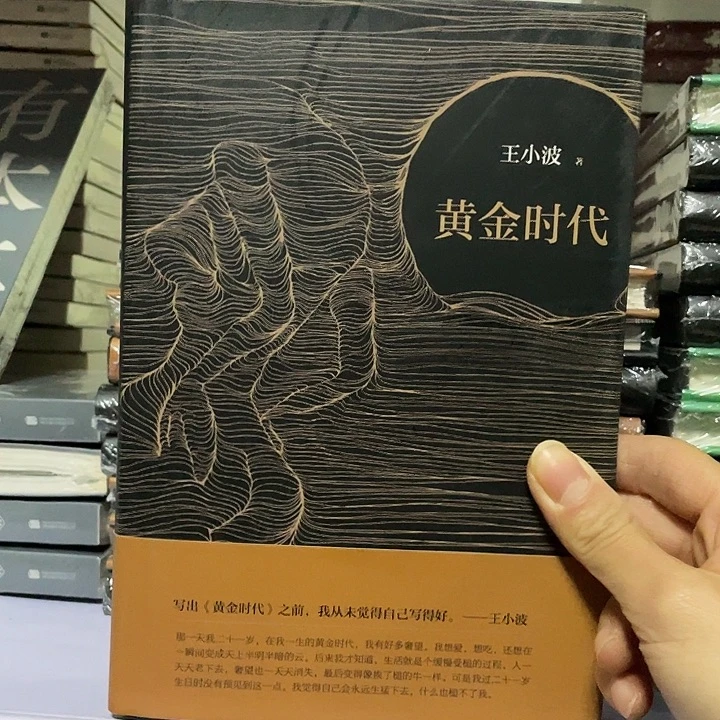 王小波 著
黄金时代
写出《黄金时代》之前，我从未觉得自己写得好。——王小波
那一天我二十一岁，在我一生的黄金时代，我有好多奢望。我想爱，想吃，还想在
一瞬间变成天上半明半暗的云。后来我才知道，生活就是个缓慢受槌的过程，人一
天天老下去，奢望也一天天消失，最后变得像挨了槌的牛一样。可是我过二十一岁
生日时没有预见到这一点。我觉得自己会永远生猛下去，什么也槌不了我。
有